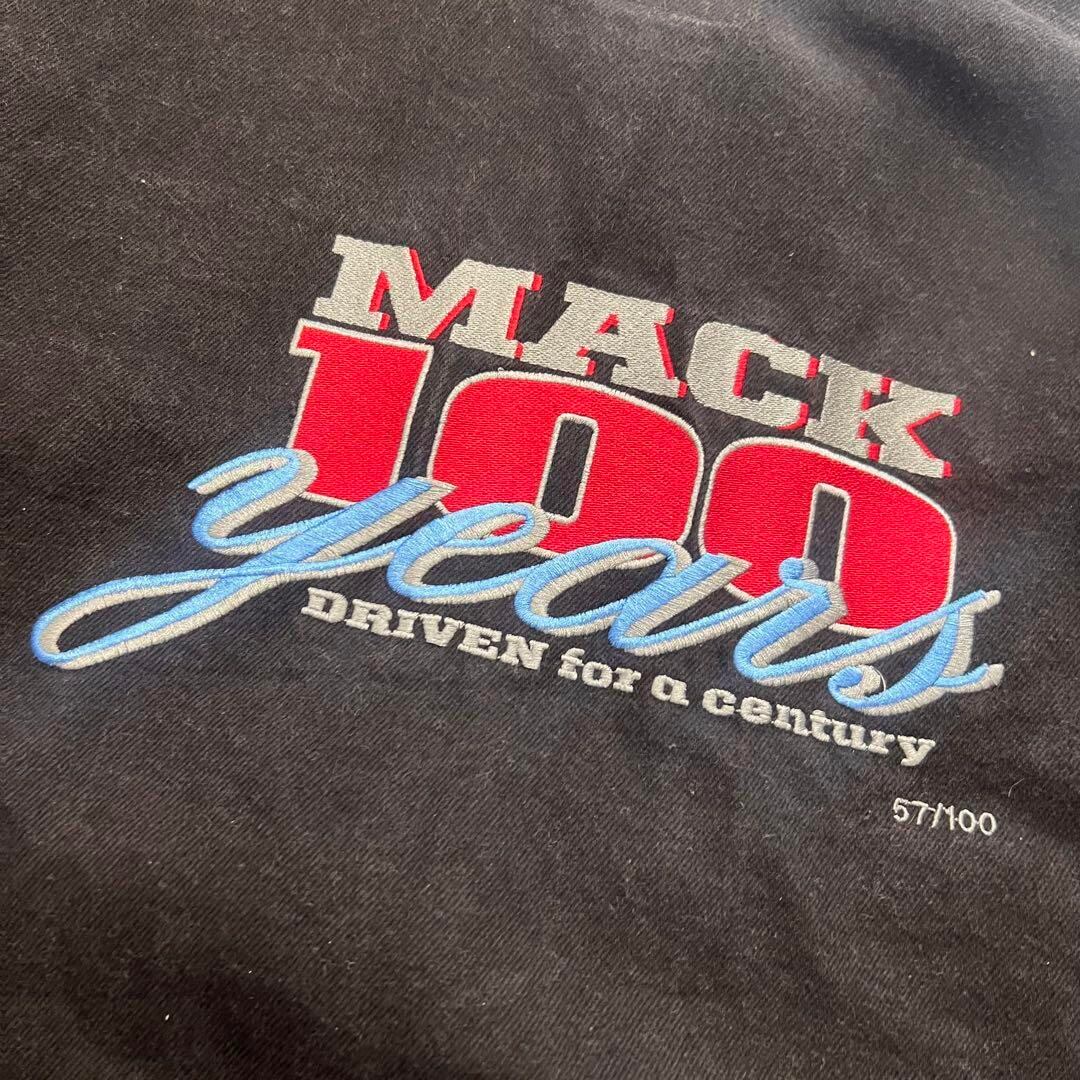 MACK
100
years
DRiVEN for a century
57/100